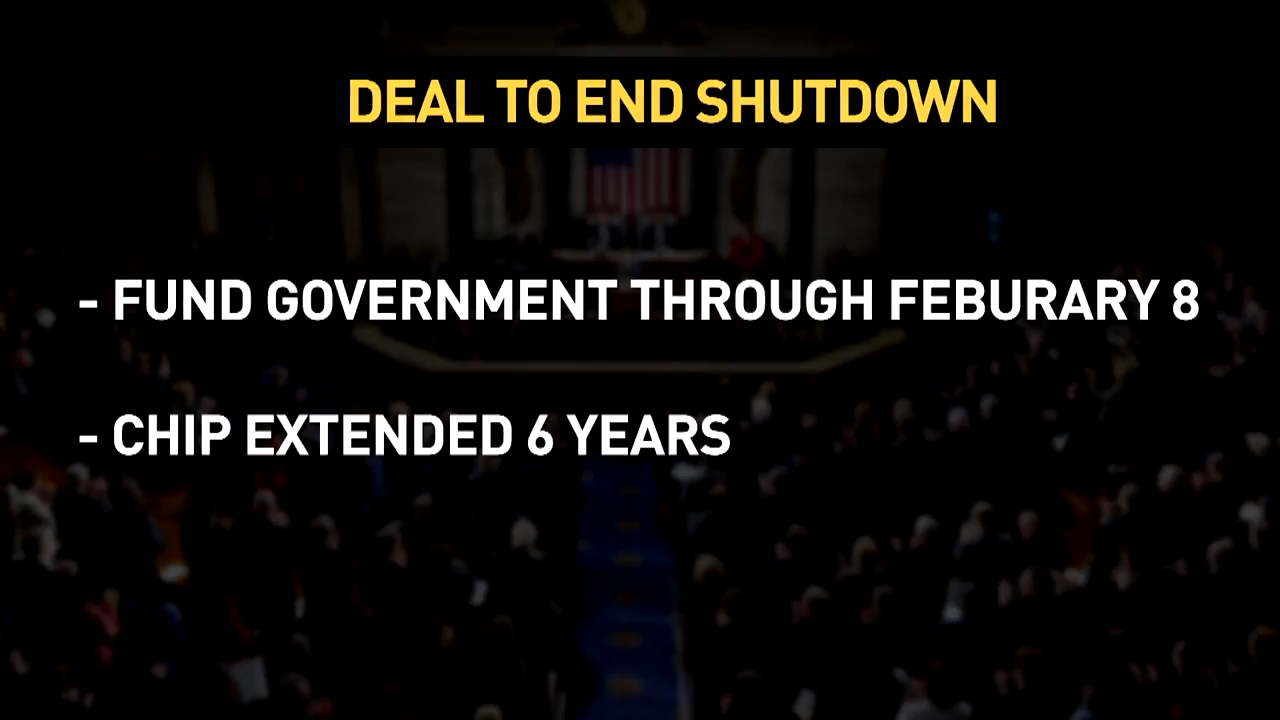 DEAL TO END SHUTDOWN
- FUND GOVERNMENT THROUGH FEBURARY 8
- CHIP EXTENDED 6 YEARS